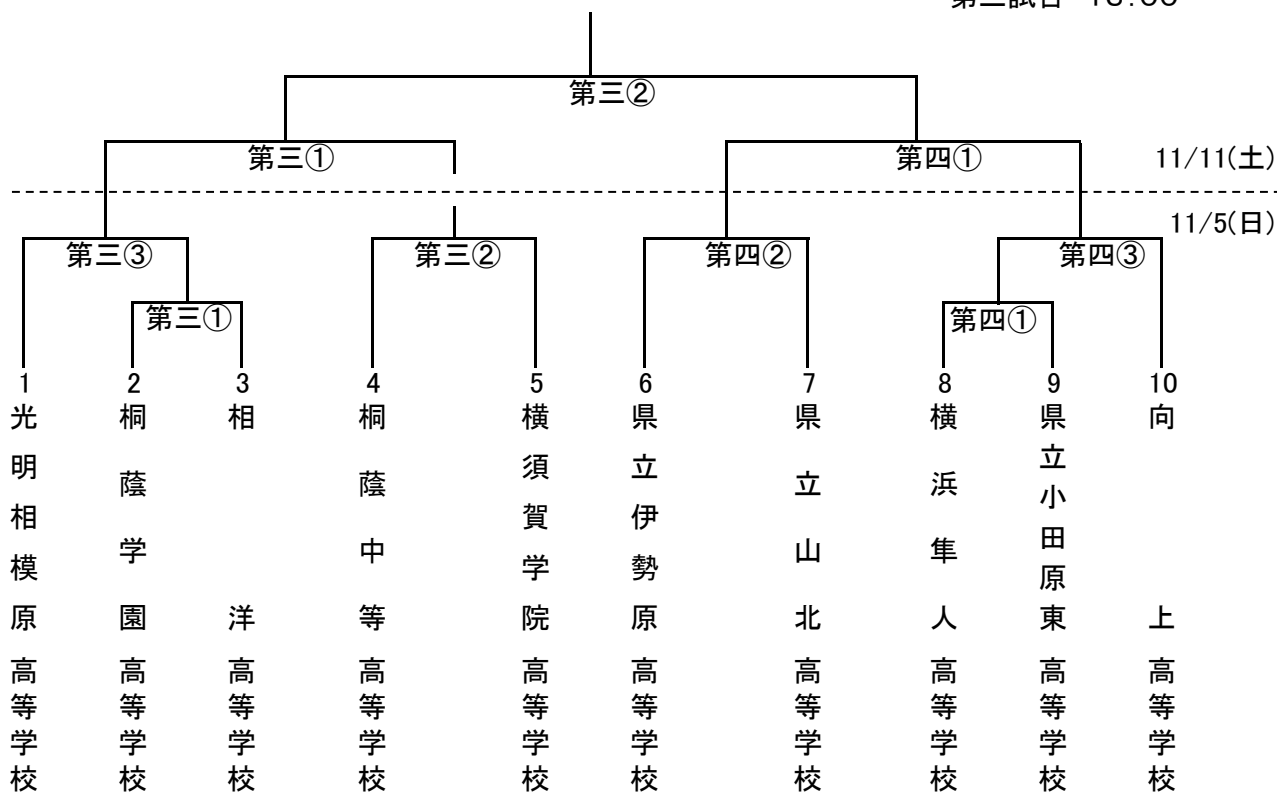 第三②
第三①
第四①
11/11(土)
11/5(日)
第三③
第三②
第四②
第四③
第三①
第四①
1
2
3
4
5
6
7
8
9
10
光明相模原高等学校
桐蔭学園高等学校
相洋高等学校
桐蔭中等高等学校
横須賀学院高等学校
県立伊勢原高等学校
県立山北高等学校
横浜隼人高等学校
県立小田原東高等学校
向上高等学校